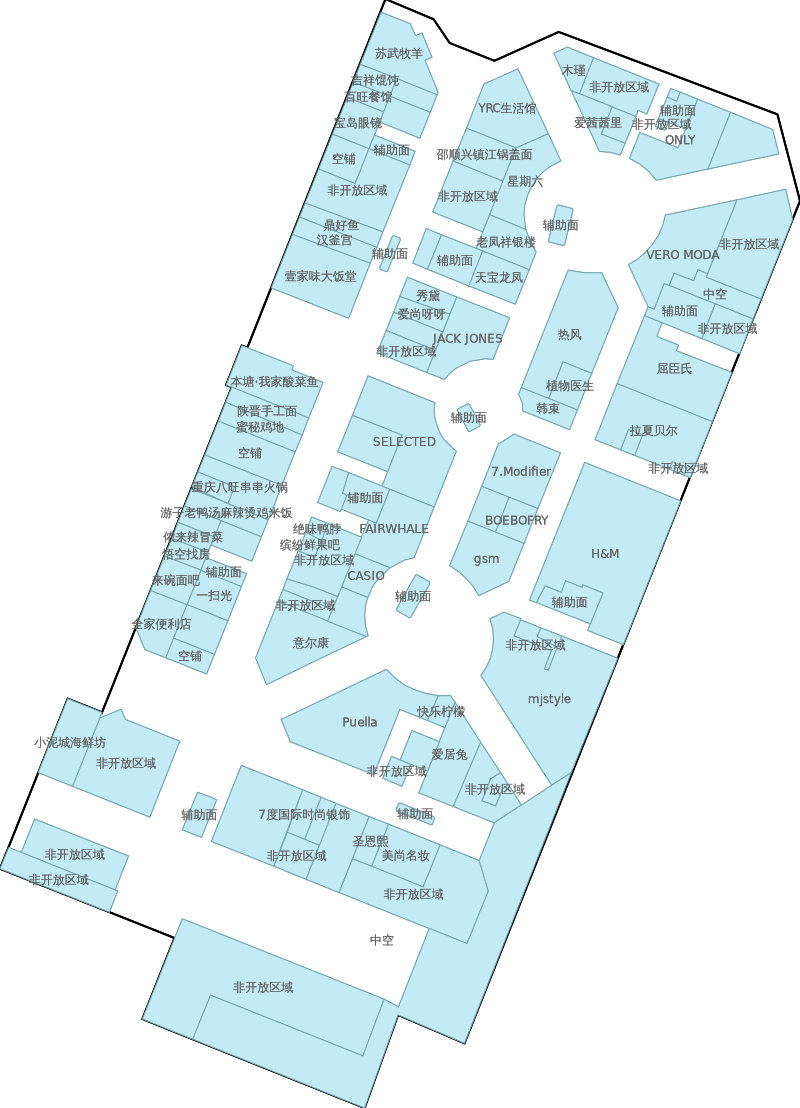 苏武牧羊
木瑾
吉祥馄饨
非开放区域
百旺餐馆
YRC生活馆
辅助面
宝岛眼镜
爱茜茜里
非开放区域
ONLY
辅助面
空铺
邵顺兴镇江锅盖面
星期六
非开放区域
非开放区域
鼎好鱼
辅助面
汉釜宫
老凤祥银楼
非开放区域
辅助面
辅助面
VERO MODA
壹家味大饭堂
天宝龙凤
秀黛
中空
爱尚呀呀
辅助面
非开放区域
热风
JACK JONES
非开放区域
屈臣氏
本塘·我家酸菜鱼
植物医生
陕晋手工面
韩束
辅助面
蜜秘鸡地
拉夏贝尔
SELECTED
空铺
非开放区域
7.Modifier
重庆八旺串串火锅
辅助面
游子老鸭汤麻辣烫鸡米饭
BOEBOFRY
绝味鸭脖
FAIRWHALE
缤纷鲜果吧
悟空找房
非开放区域
gsm
H&M
辅助面
CASIO
来碗面吧
一扫光
辅助面
辅助面
非开放区域
全家便利店
意尔康
非开放区域
空铺
mjstyle
快乐柠檬
Puella
小泥城海鲜坊
爱居兔
非开放区域
非开放区域
非开放区域
辅助面
7度国际时尚银饰
辅助面
圣恩熙
非开放区域
非开放区域
美尚名妆
非开放区域
非开放区域
中空
非开放区域